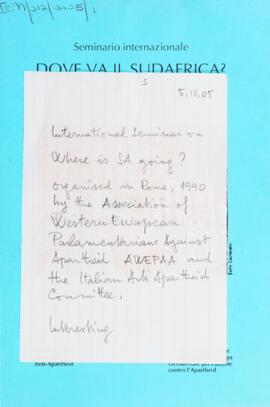 Seminario internazionale
DOVE VA IL SUDAFRICA?
5.12.05
International Seminar on
Where is SA going?
organised in Rome, 1990
by the Association of
Western European
Parlamentarians Against
Apartheid AWEPAA and
the Italian Anti Apartheid
Committee.
Interesting
Anti-Apartheid
contro l'Apartheid